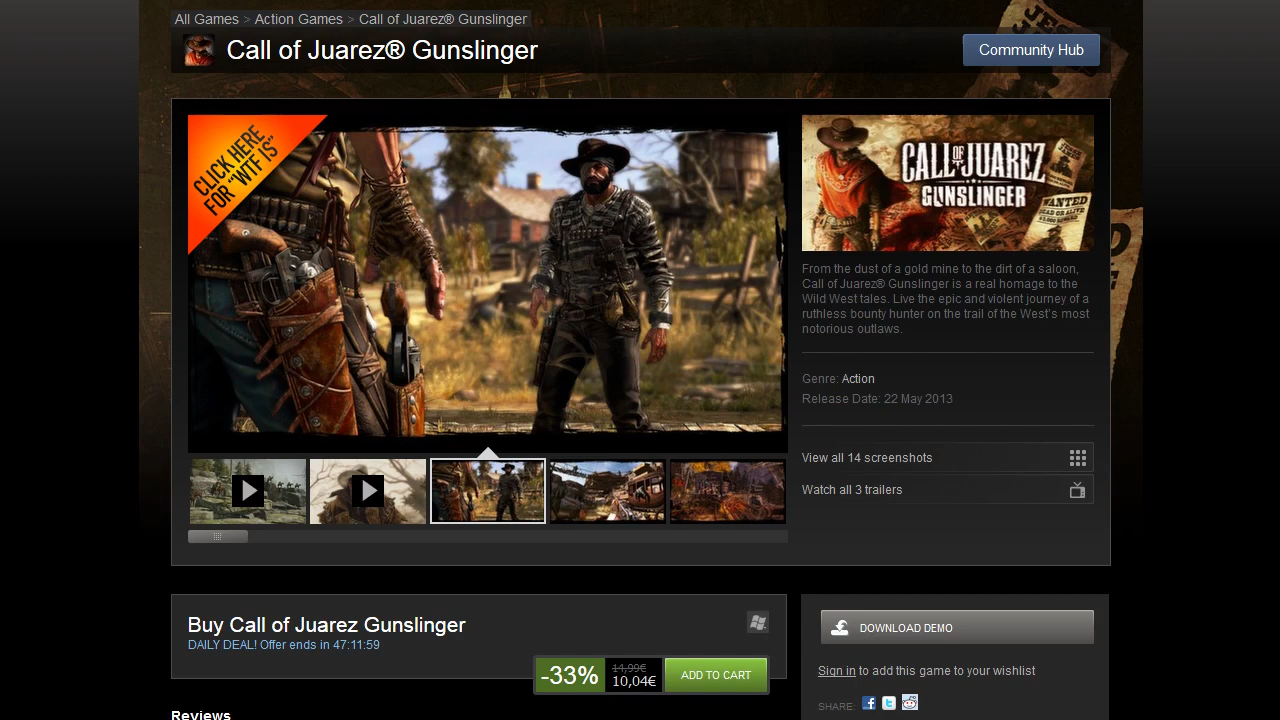 All Games > Action Games > Call of Juarez® Gunslinger
Call of Juarez® Gunslinger
Community Hub
CLICK HERE
FOR "WTF IS"
CALL OF JUAREZ
GUNSLINGER
WANTED
DEAD OR ALIVE
From the dust of a gold mine to the dirt of a saloon,
Call of Juarez® Gunslinger is a real homage to the
Wild West tales. Live the epic and violent journey of a
ruthless bounty hunter on the trail of the West's most
notorious outlaws.
Genre: Action
Release Date: 22 May 2013
View all 14 screenshots
Watch all 3 trailers
Buy Call of Juarez Gunslinger
DAILY DEAL! Offer ends in 47:11:59
-33%
14,99€
10,04€
ADD TO CART
DOWNLOAD DEMO
Sign in to add this game to your wishlist
SHARE:
Reviews